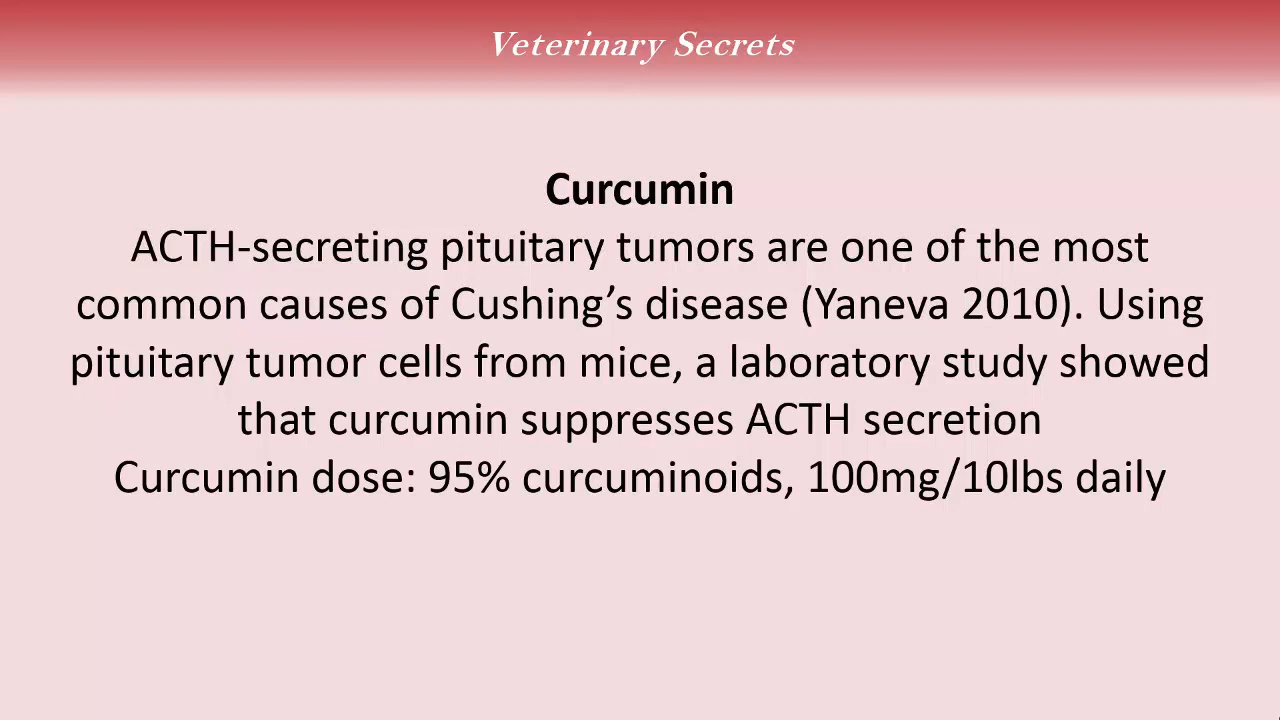 Veterinary Secrets
Curcumin
ACTH-secreting pituitary tumors are one of the most
common causes of Cushing’s disease (Yaneva 2010). Using
pituitary tumor cells from mice, a laboratory study showed
that curcumin suppresses ACTH secretion
Curcumin dose: 95% curcuminoids, 100mg/10lbs daily